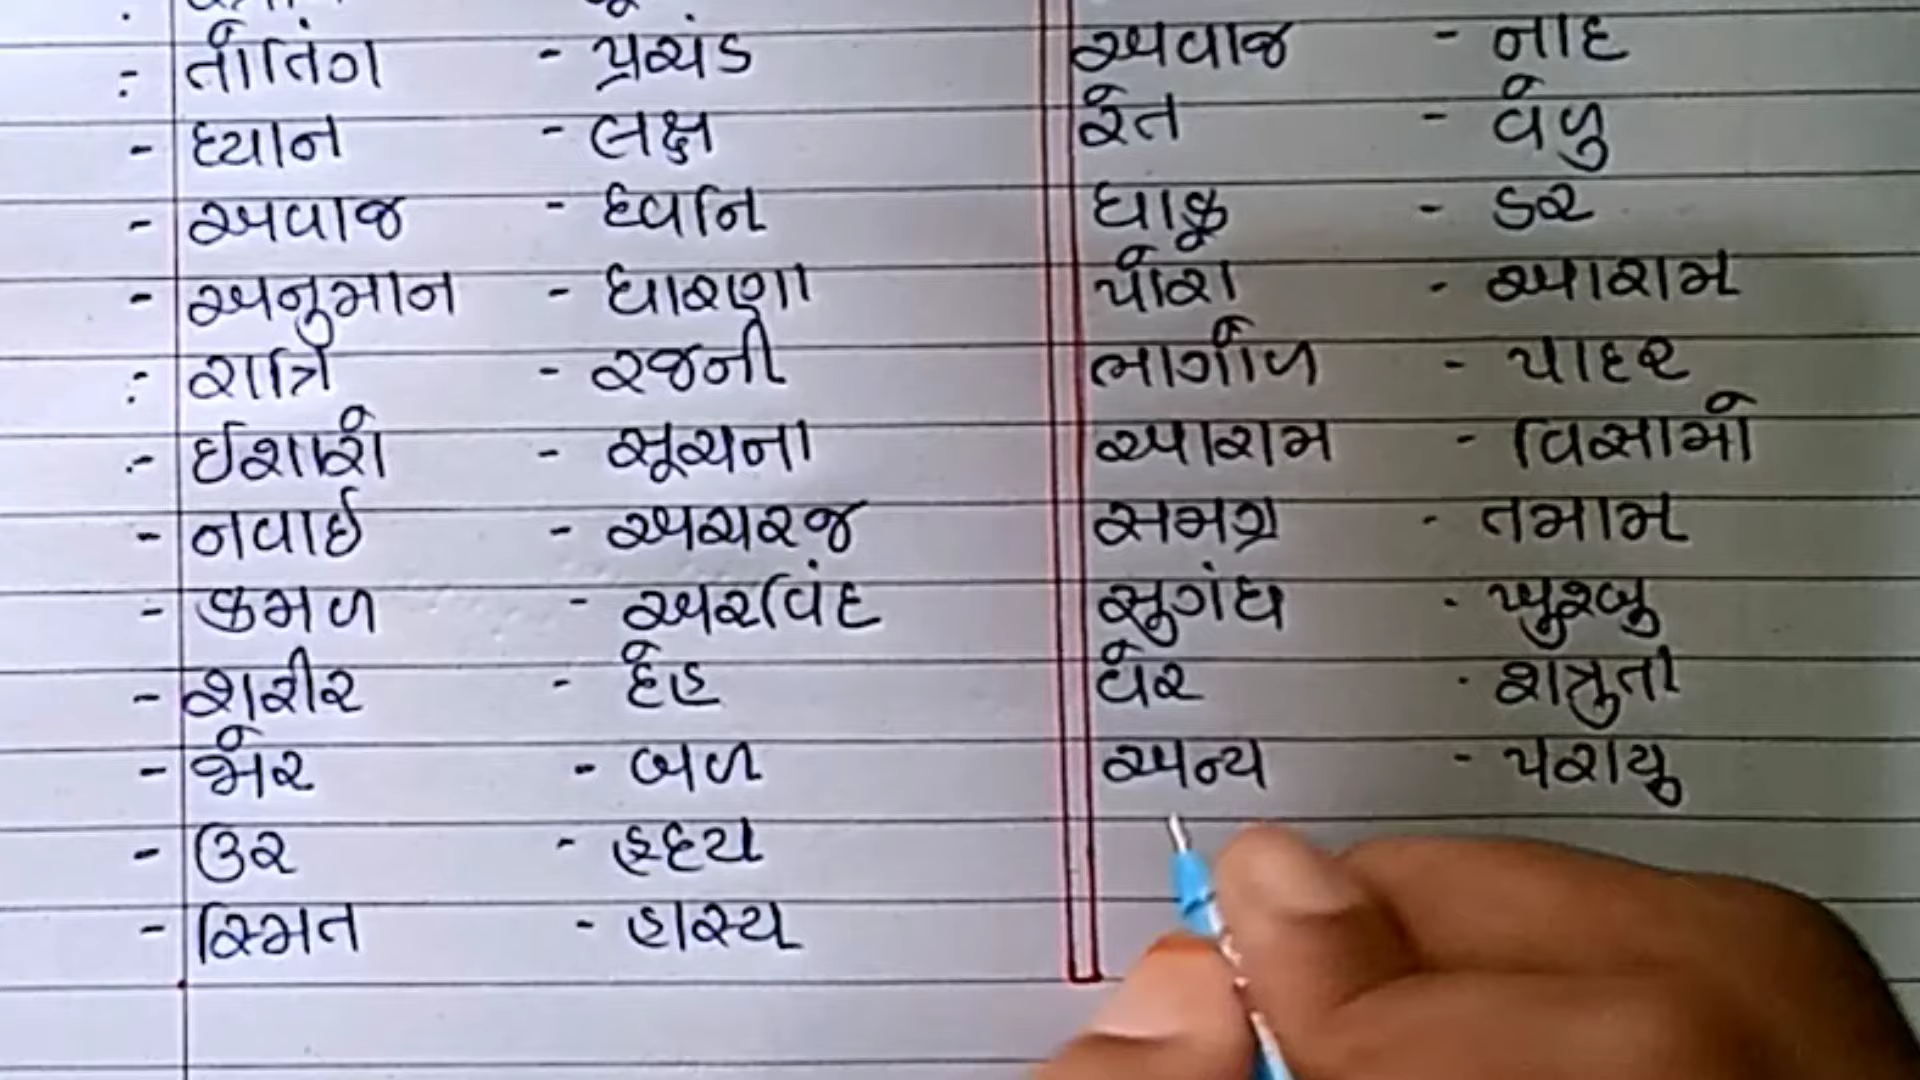 તોતિંગ - પ્રચંડ
- ધ્યાન - લક્ષ
- અવાજ - ધ્વનિ
- અનુમાન - ધારણા
- રાત્રિ - રજની
- ઈશારો - સૂચના
- નવાઈ - અચરજ
- કમળ - અરવિંદ
- શરીર - દેહ
- જોર - બળ
- ઉર - હૃદય
- સ્મિત - હાસ્ય
અવાજ - નાદ
રેત - વેળુ
ધાક - ડર
પોરો - આરામ
ભાગોળ - પાદર
આરામ - વિસામો
સમગ્ર - તમામ
સુગંધ - ખુશ્બુ
વેર - શત્રુતા
અન્ય - પરાયુ